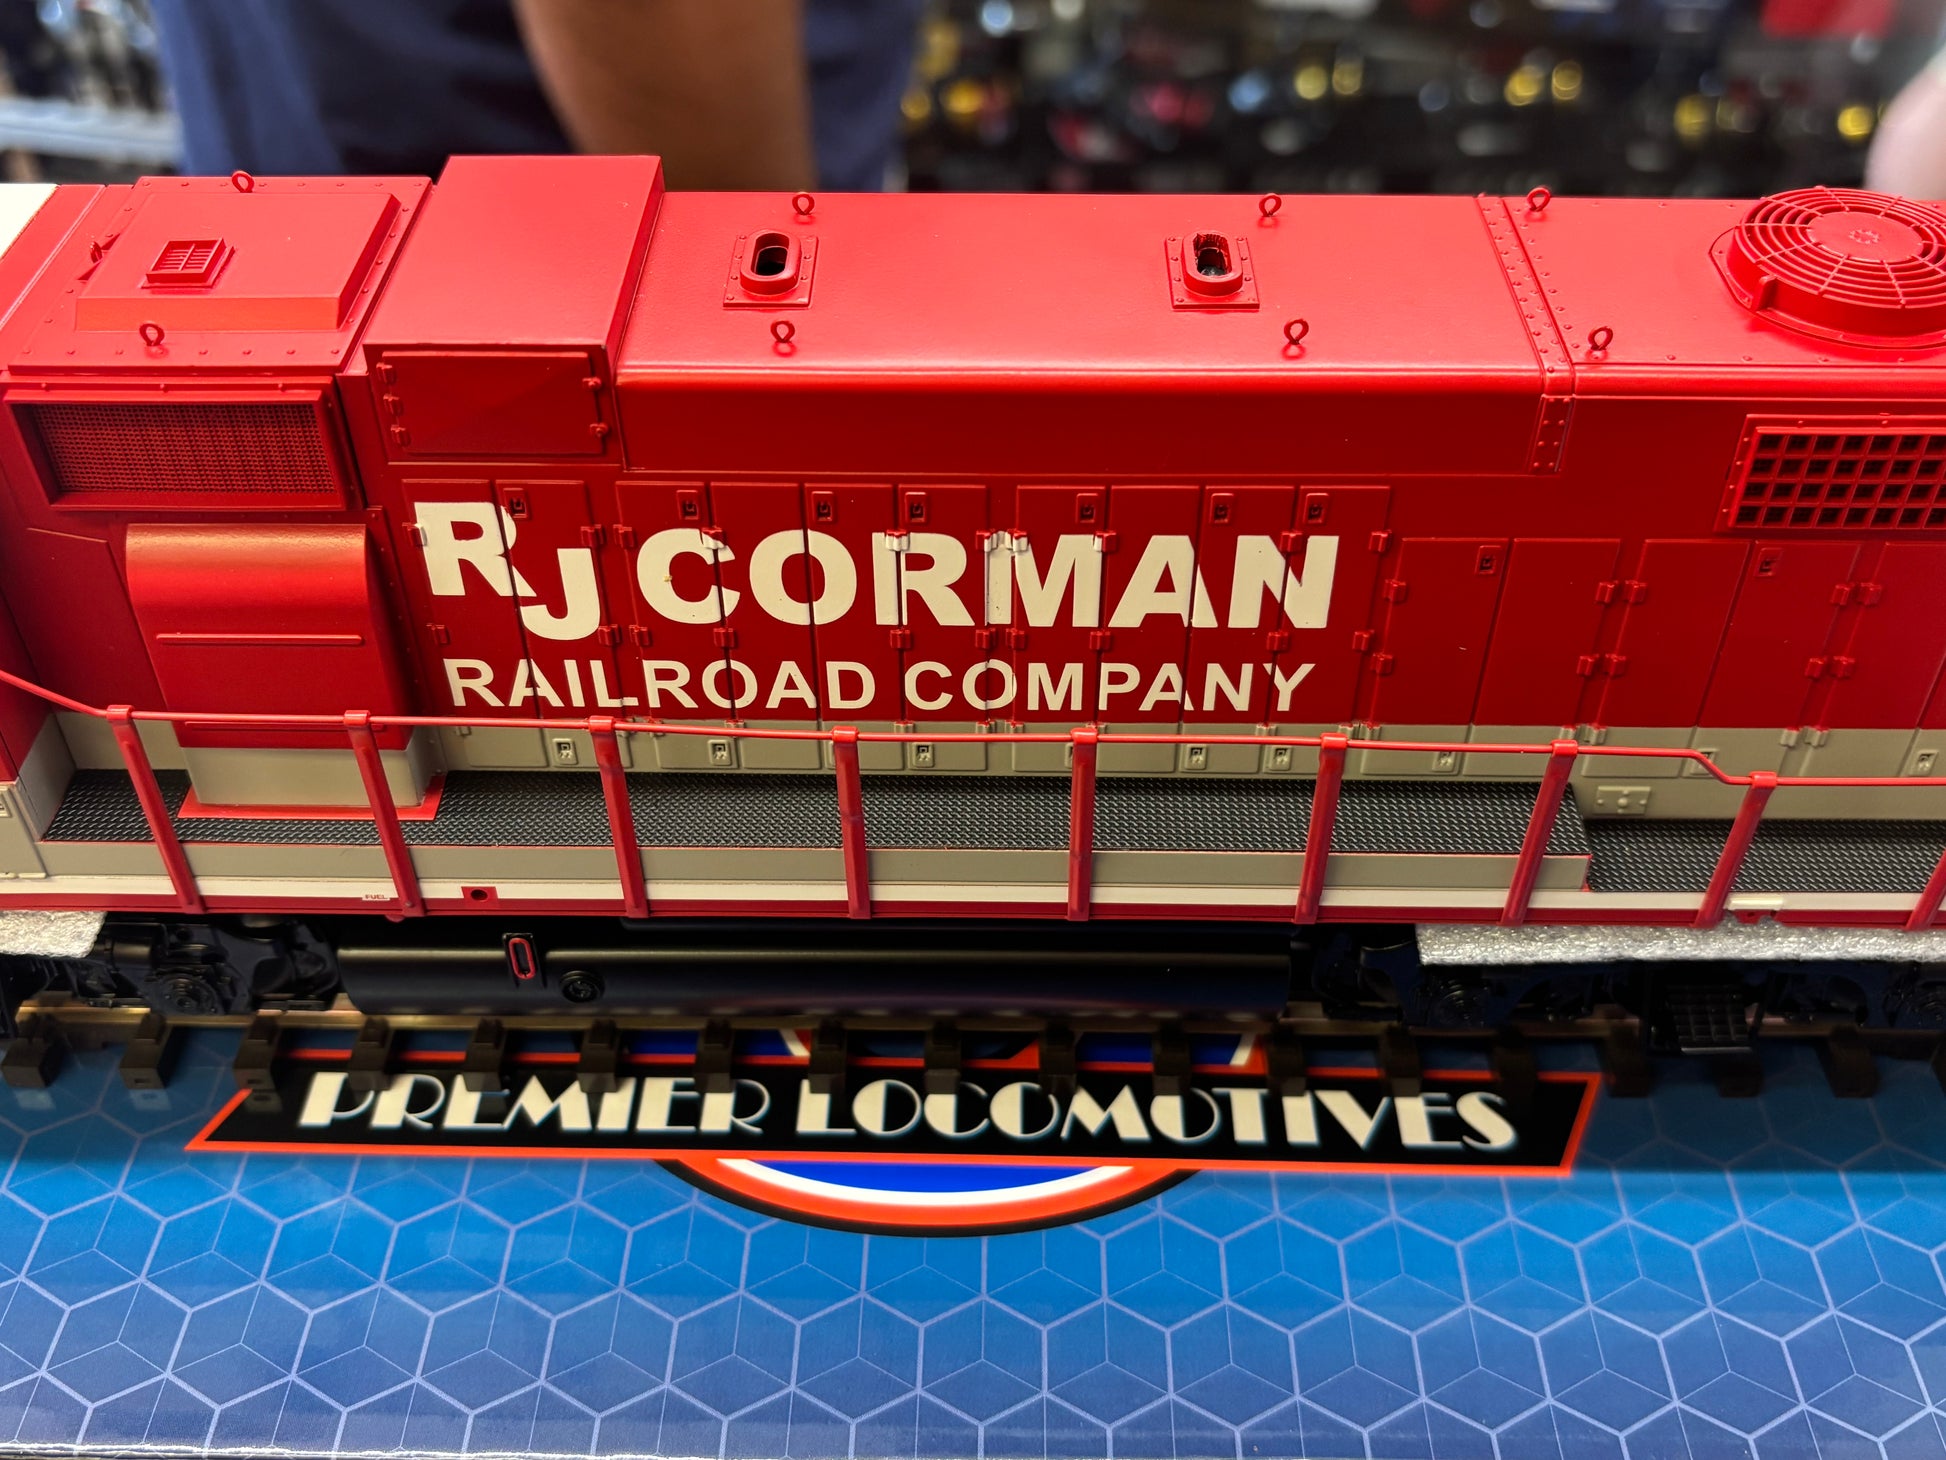 RJ CORMAN
RAILROAD COMPANY
FUEL
PREMIER LOCOMOTIVES